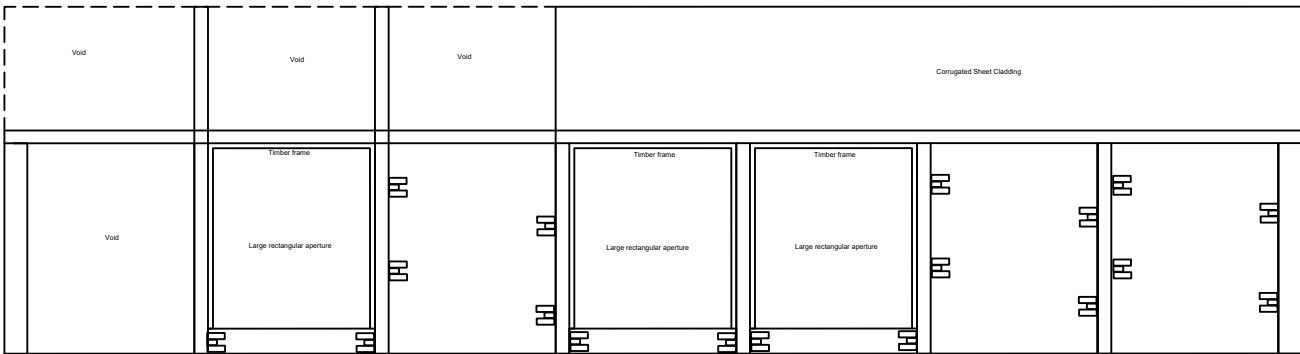 Void
Void
Void
Corrugated Sheet Cladding
Timber frame
Timber frame
Timber frame
Void
Large rectangular aperture
Large rectangular aperture
Large rectangular aperture